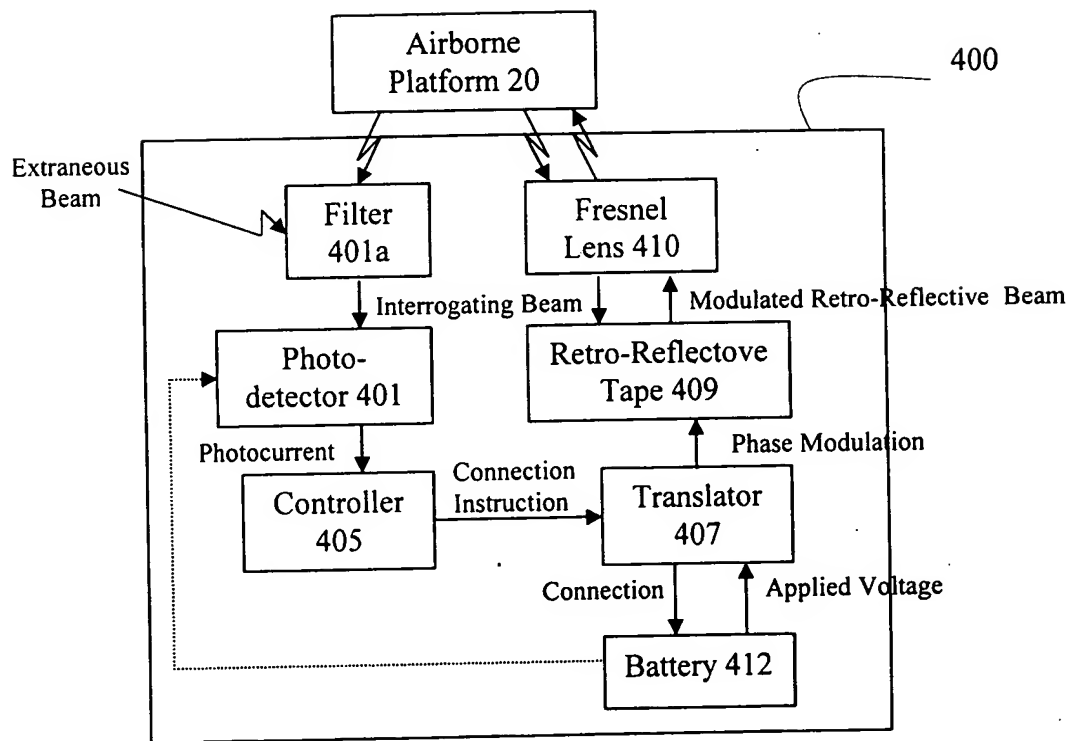 Airborne
Platform 20
400
Extraneous
Beam
Filter
401a
Fresnel
Lens 410
Interrogating Beam
Modulated Retro-Reflective Beam
Photo-
detector 401
Retro-Reflectove
Tape 409
Photocurrent
Phase Modulation
Connection
Instruction
Controller
405
Translator
407
Connection
Applied Voltage
Battery 412